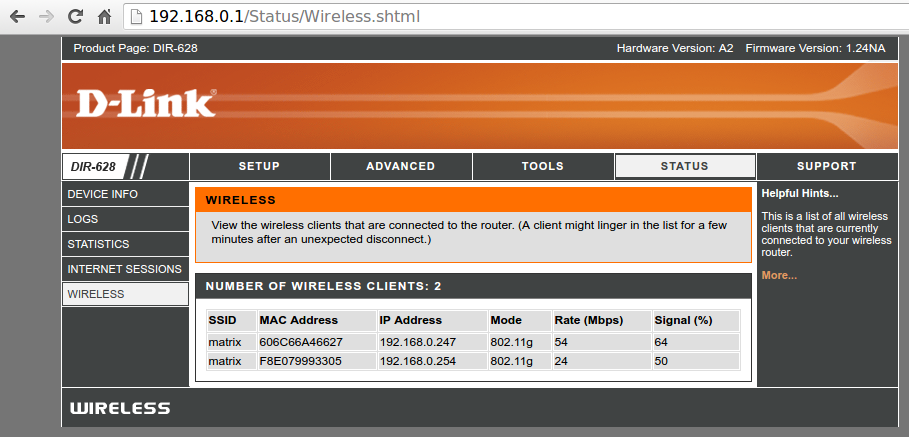 192.168.0.1/Status/Wireless.shtml
Product Page: DIR-628 Hardware Version: A2 Firmware Version: 1.24NA
D-Link®
DIR-628 SETUP ADVANCED TOOLS STATUS SUPPORT
DEVICE INFO
LOGS
STATISTICS
INTERNET SESSIONS
WIRELESS
WIRELESS
View the wireless clients that are connected to the router. (A client might linger in the list for a few
minutes after an unexpected disconnect.)
NUMBER OF WIRELESS CLIENTS: 2
SSID MAC Address IP Address Mode Rate (Mbps) Signal (%)
matrix 606C66A46627 192.168.0.247 802.11g 54 64
matrix F8E079993305 192.168.0.254 802.11g 24 50
Helpful Hints...
This is a list of all wireless
clients that are currently
connected to your wireless
router.
More...
WIRELESS